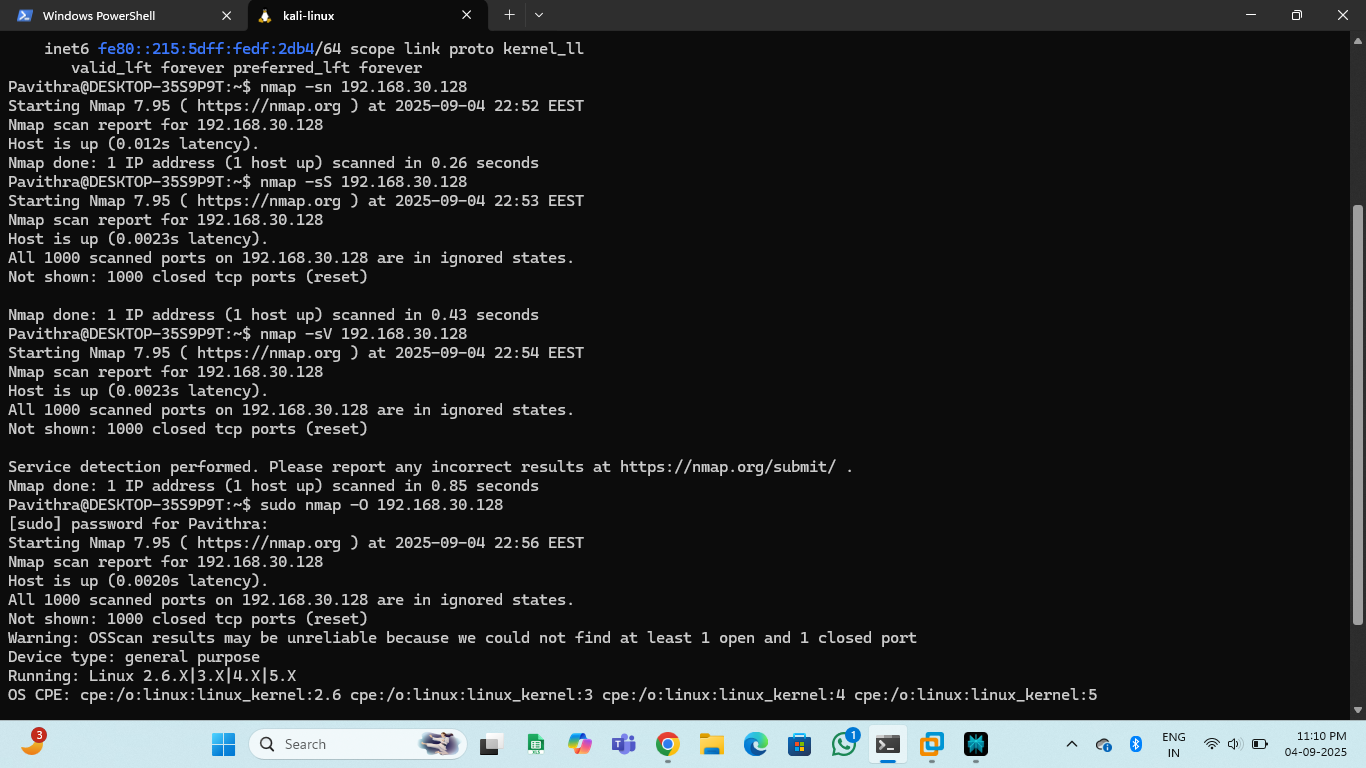 Windows PowerShell
kali-linux
inet6 fe80::215:5dff:fedf:2db4/64 scope link proto kernel_ll
valid_lft forever preferred_lft forever
Pavithra@DESKTOP-35S9P9T:~$ nmap -sn 192.168.30.128
Starting Nmap 7.95 ( https://nmap.org ) at 2025-09-04 22:52 EEST
Nmap scan report for 192.168.30.128
Host is up (0.012s latency).
Nmap done: 1 IP address (1 host up) scanned in 0.26 seconds
Pavithra@DESKTOP-35S9P9T:~$ nmap -sS 192.168.30.128
Starting Nmap 7.95 ( https://nmap.org ) at 2025-09-04 22:53 EEST
Nmap scan report for 192.168.30.128
Host is up (0.0023s latency).
All 1000 scanned ports on 192.168.30.128 are in ignored states.
Not shown: 1000 closed tcp ports (reset)
Nmap done: 1 IP address (1 host up) scanned in 0.43 seconds
Pavithra@DESKTOP-35S9P9T:~$ nmap -sV 192.168.30.128
Starting Nmap 7.95 ( https://nmap.org ) at 2025-09-04 22:54 EEST
Nmap scan report for 192.168.30.128
Host is up (0.0023s latency).
All 1000 scanned ports on 192.168.30.128 are in ignored states.
Not shown: 1000 closed tcp ports (reset)
Service detection performed. Please report any incorrect results at https://nmap.org/submit/ .
Nmap done: 1 IP address (1 host up) scanned in 0.85 seconds
Pavithra@DESKTOP-35S9P9T:~$ sudo nmap -O 192.168.30.128
[sudo] password for Pavithra:
Starting Nmap 7.95 ( https://nmap.org ) at 2025-09-04 22:56 EEST
Nmap scan report for 192.168.30.128
Host is up (0.0020s latency).
All 1000 scanned ports on 192.168.30.128 are in ignored states.
Not shown: 1000 closed tcp ports (reset)
Warning: OSScan results may be unreliable because we could not find at least 1 open and 1 closed port
Device type: general purpose
Running: Linux 2.6.X|3.X|4.X|5.X
OS CPE: cpe:/o:linux:linux_kernel:2.6 cpe:/o:linux:linux_kernel:3 cpe:/o:linux:linux_kernel:4 cpe:/o:linux:linux_kernel:5
3
Search
XLS
1
ENG
IN
11:10 PM
04-09-2025